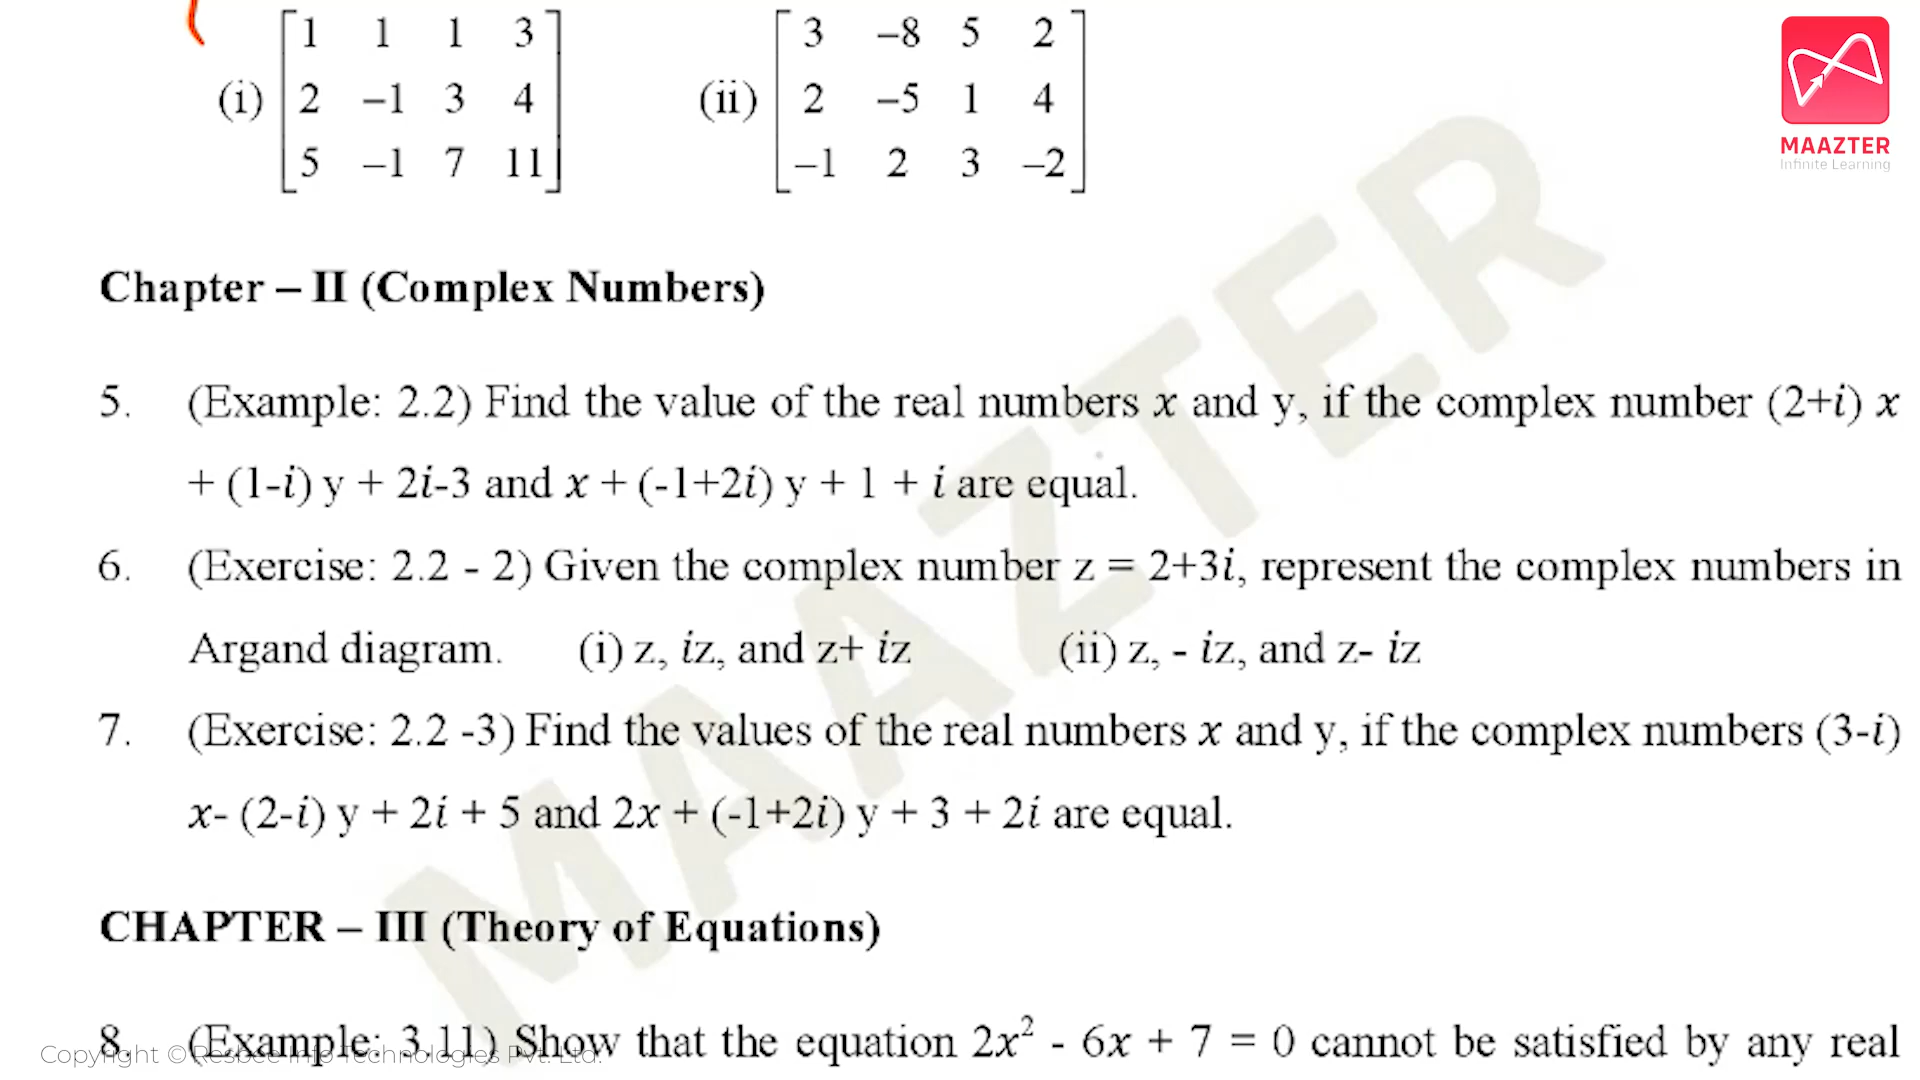 1 1 1 3 3 −8 5 2
(i) 2 −1 3 4 (ii) 2 −5 1 4
5 −1 7 11 −1 2 3 −2
MAAZTER
Infinite Learning
Chapter – II (Complex Numbers)
5. (Example: 2.2) Find the value of the real numbers x and y, if the complex number (2+i) x
+ (1-i) y + 2i-3 and x + (-1+2i) y + 1 + i are equal.
6. (Exercise: 2.2 - 2) Given the complex number z = 2+3i, represent the complex numbers in
Argand diagram. (i) z, iz, and z+ iz (ii) z, - iz, and z- iz
7. (Exercise: 2.2 -3) Find the values of the real numbers x and y, if the complex numbers (3-i)
x- (2-i) y + 2i + 5 and 2x + (-1+2i) y + 3 + 2i are equal.
MAAZTER
CHAPTER – III (Theory of Equations)
8. (Example: 3.11) Show that the equation 2x² - 6x + 7 = 0 cannot be satisfied by any real
Copyright © Resbee Info Technologies Pvt. Ltd.